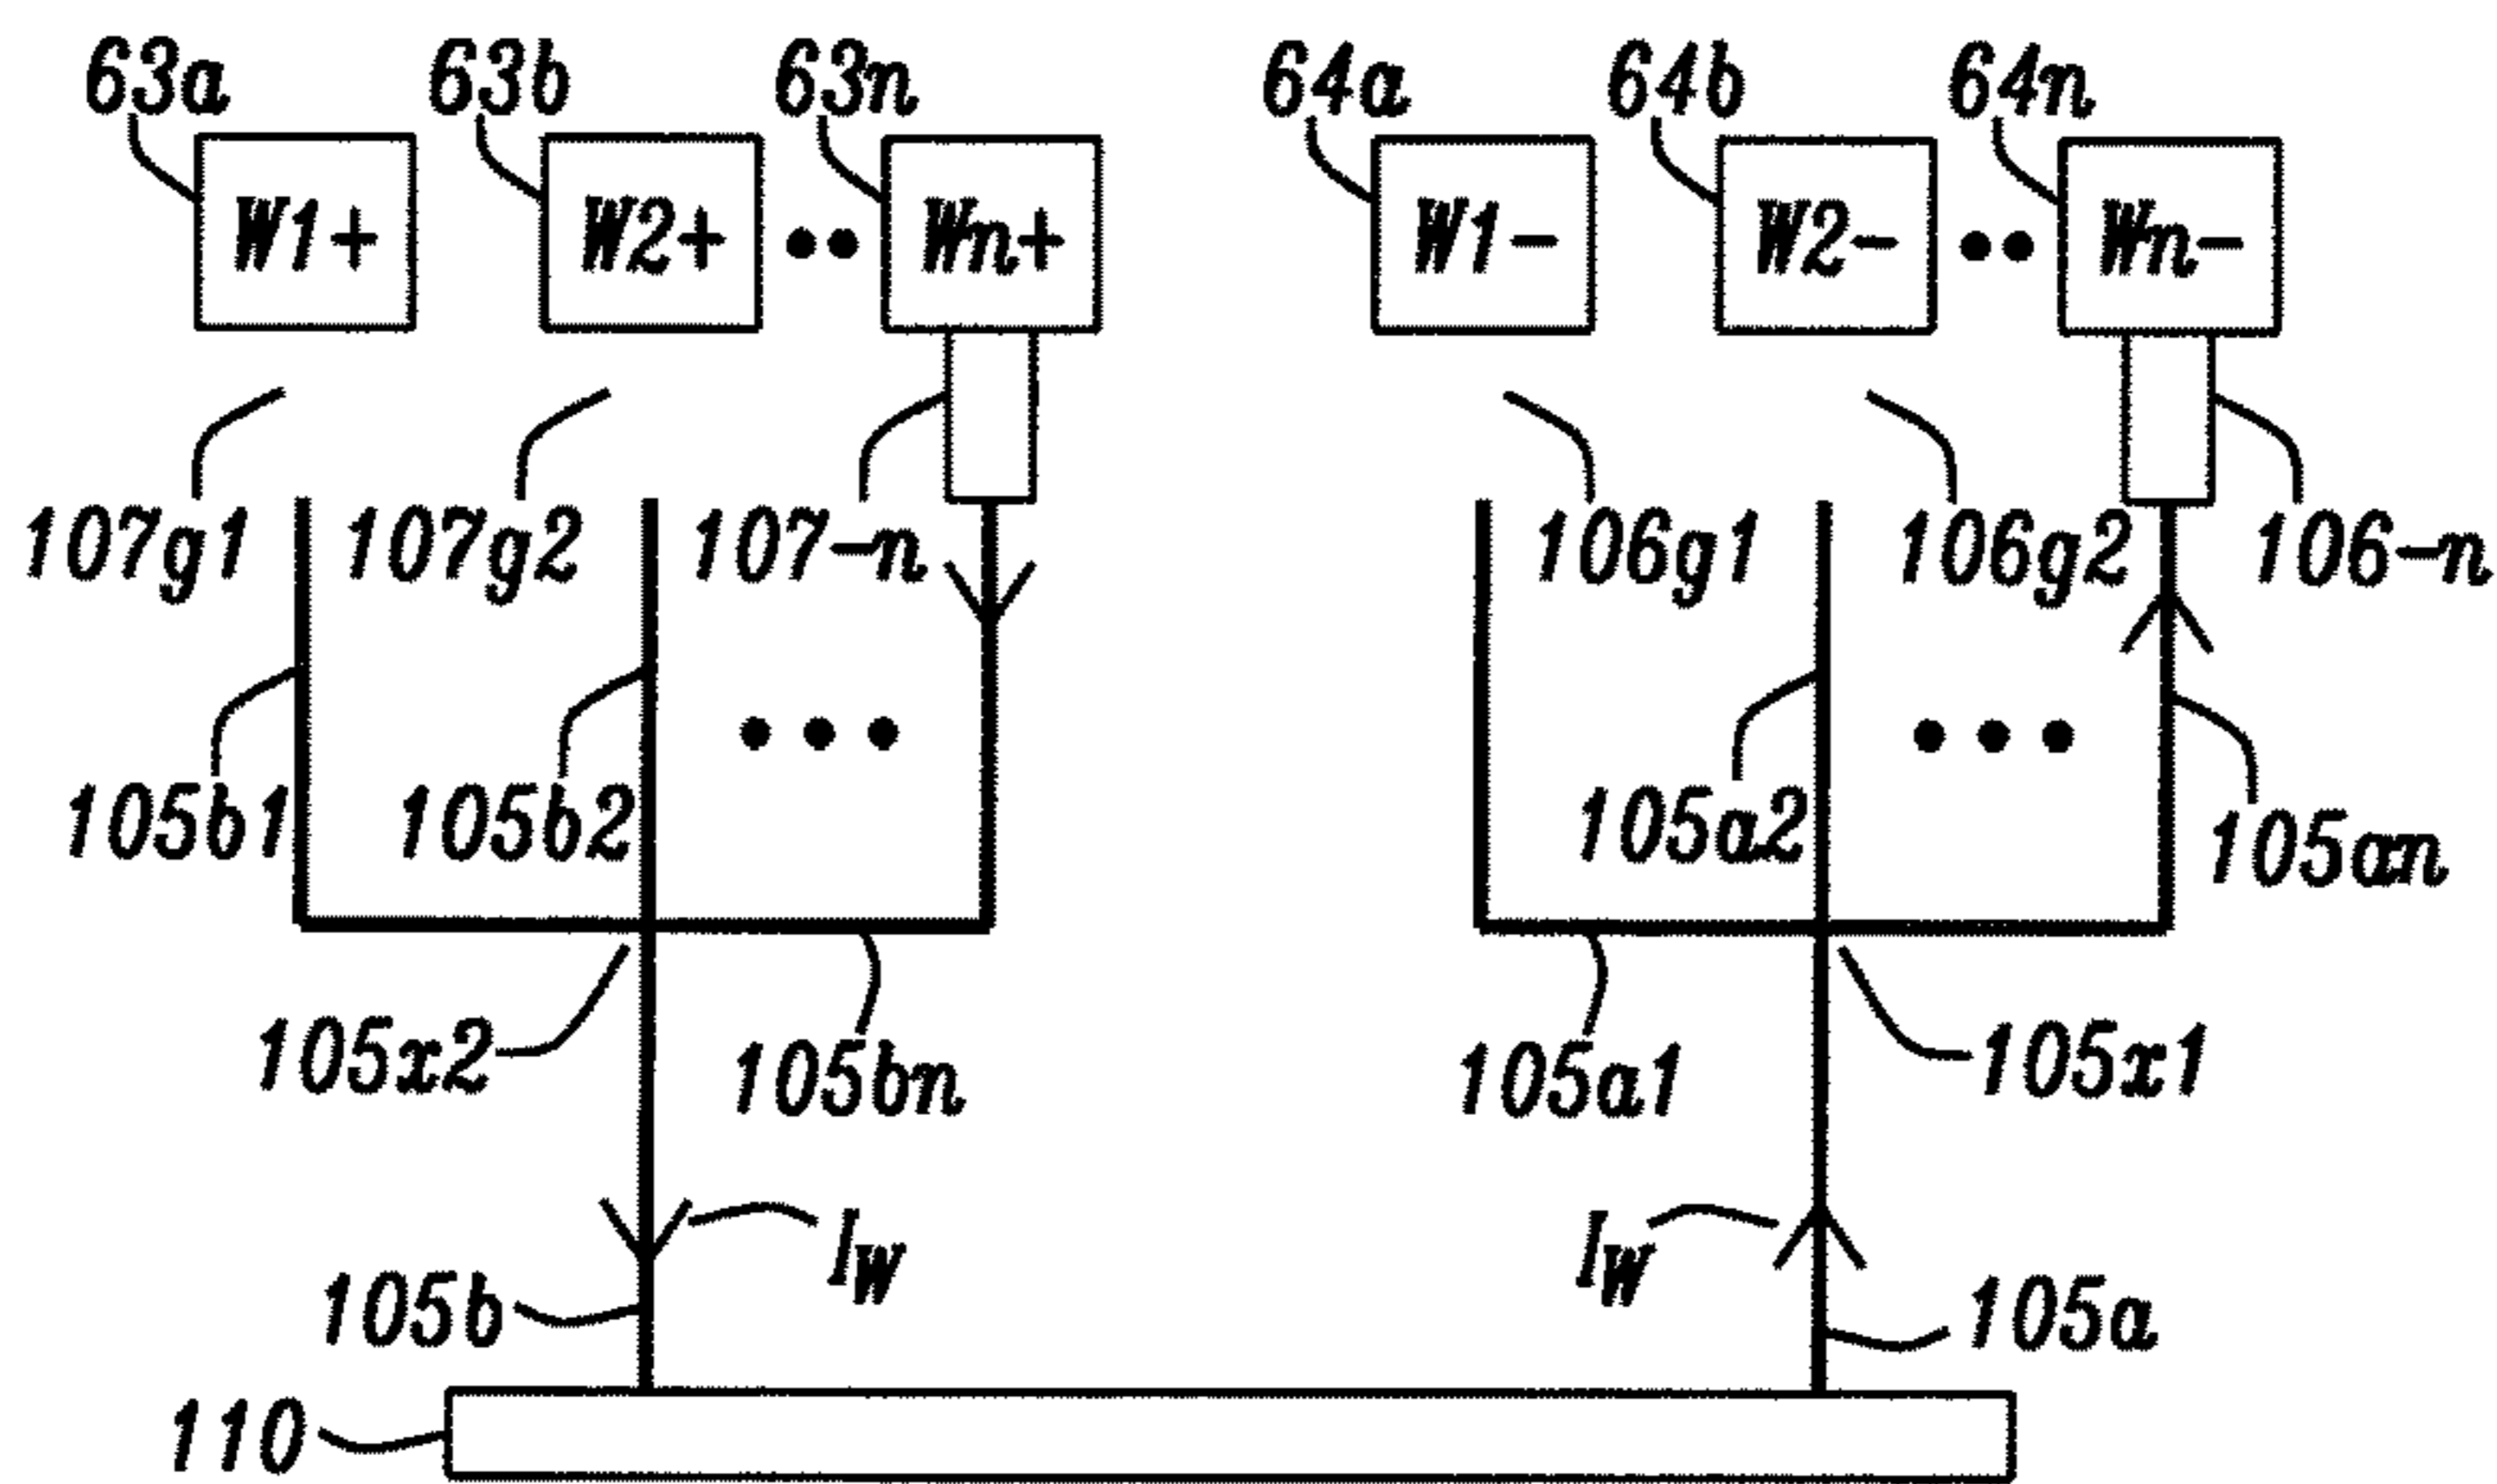 63a 63b 63n 64a 64b 64n
W1+ W2+ •• Wn+ W1- W2- •• Wn-
107g1 107g2 107-n 106g1 106g2 106-n
105b1 105b2 ••• 105a2 ••• 105an
105x2 105bn 105a1 105x1
IW IW
105b 105a
110